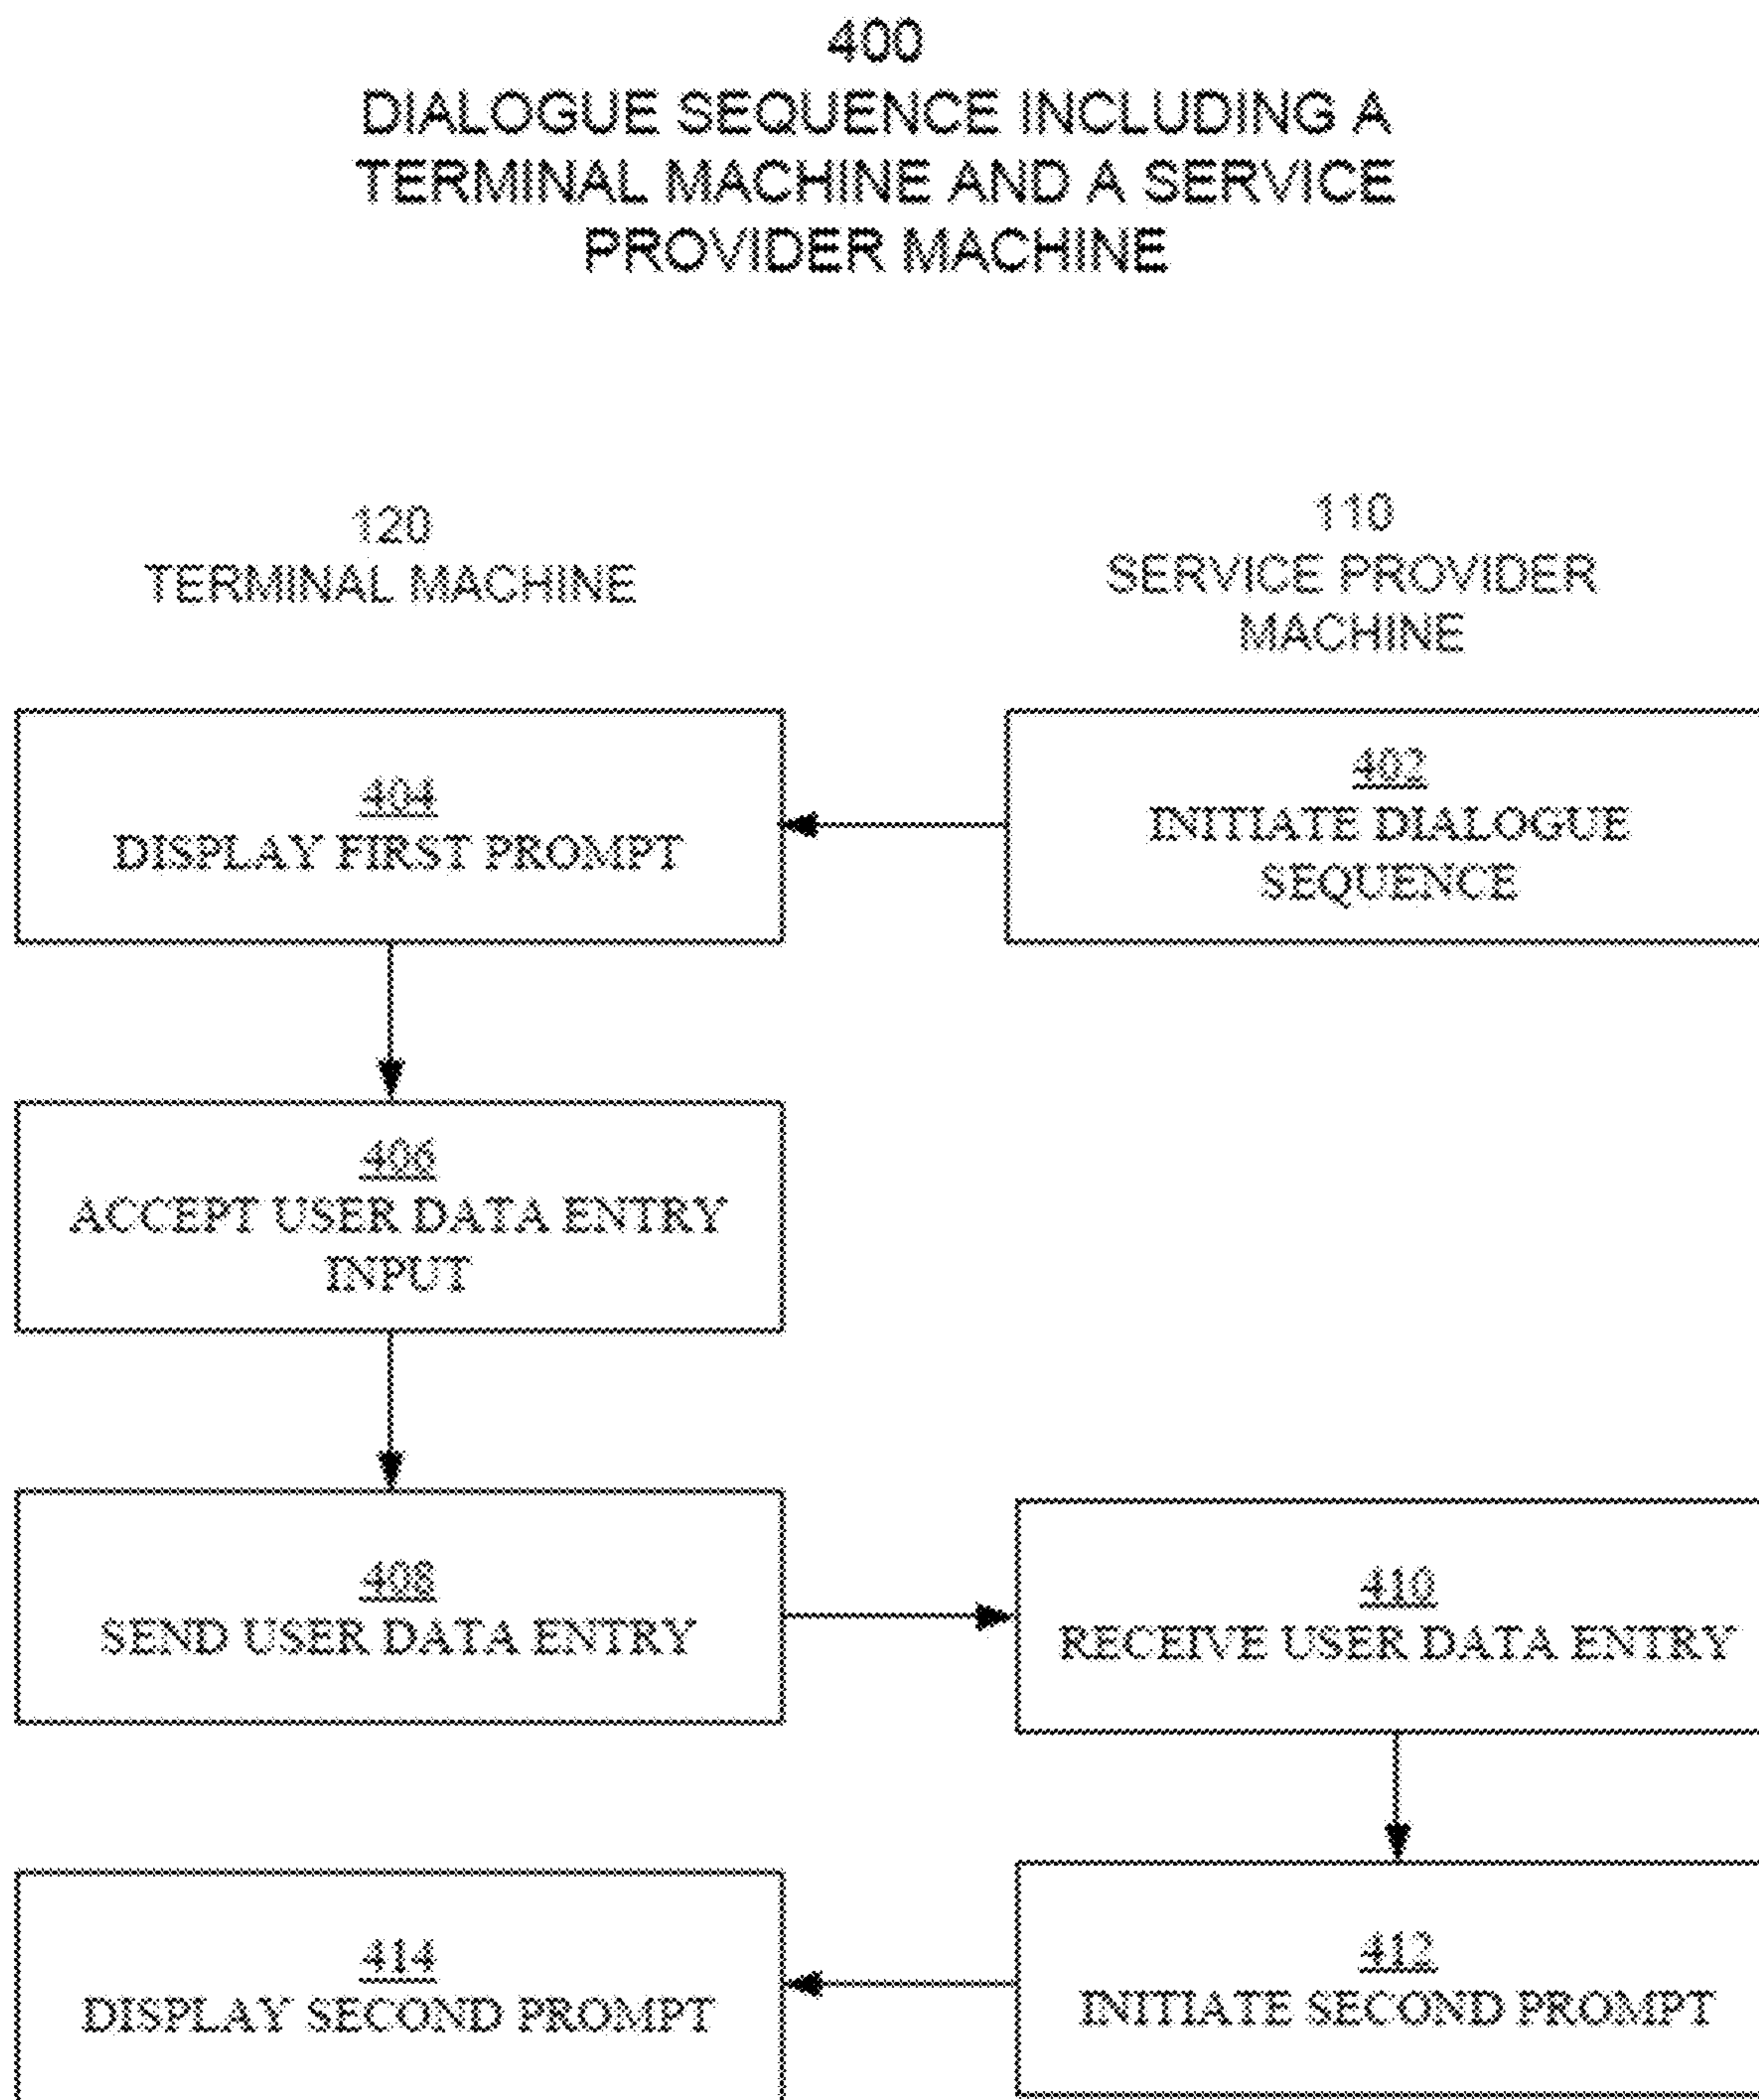 400
DIALOGUE SEQUENCE INCLUDING A
TERMINAL MACHINE AND A SERVICE
PROVIDER MACHINE
120
TERMINAL MACHINE
110
SERVICE PROVIDER
MACHINE
404
DISPLAY FIRST PROMPT
402
INITIATE DIALOGUE
SEQUENCE
406
ACCEPT USER DATA ENTRY
INPUT
408
SEND USER DATA ENTRY
410
RECEIVE USER DATA ENTRY
414
DISPLAY SECOND PROMPT
412
INITIATE SECOND PROMPT